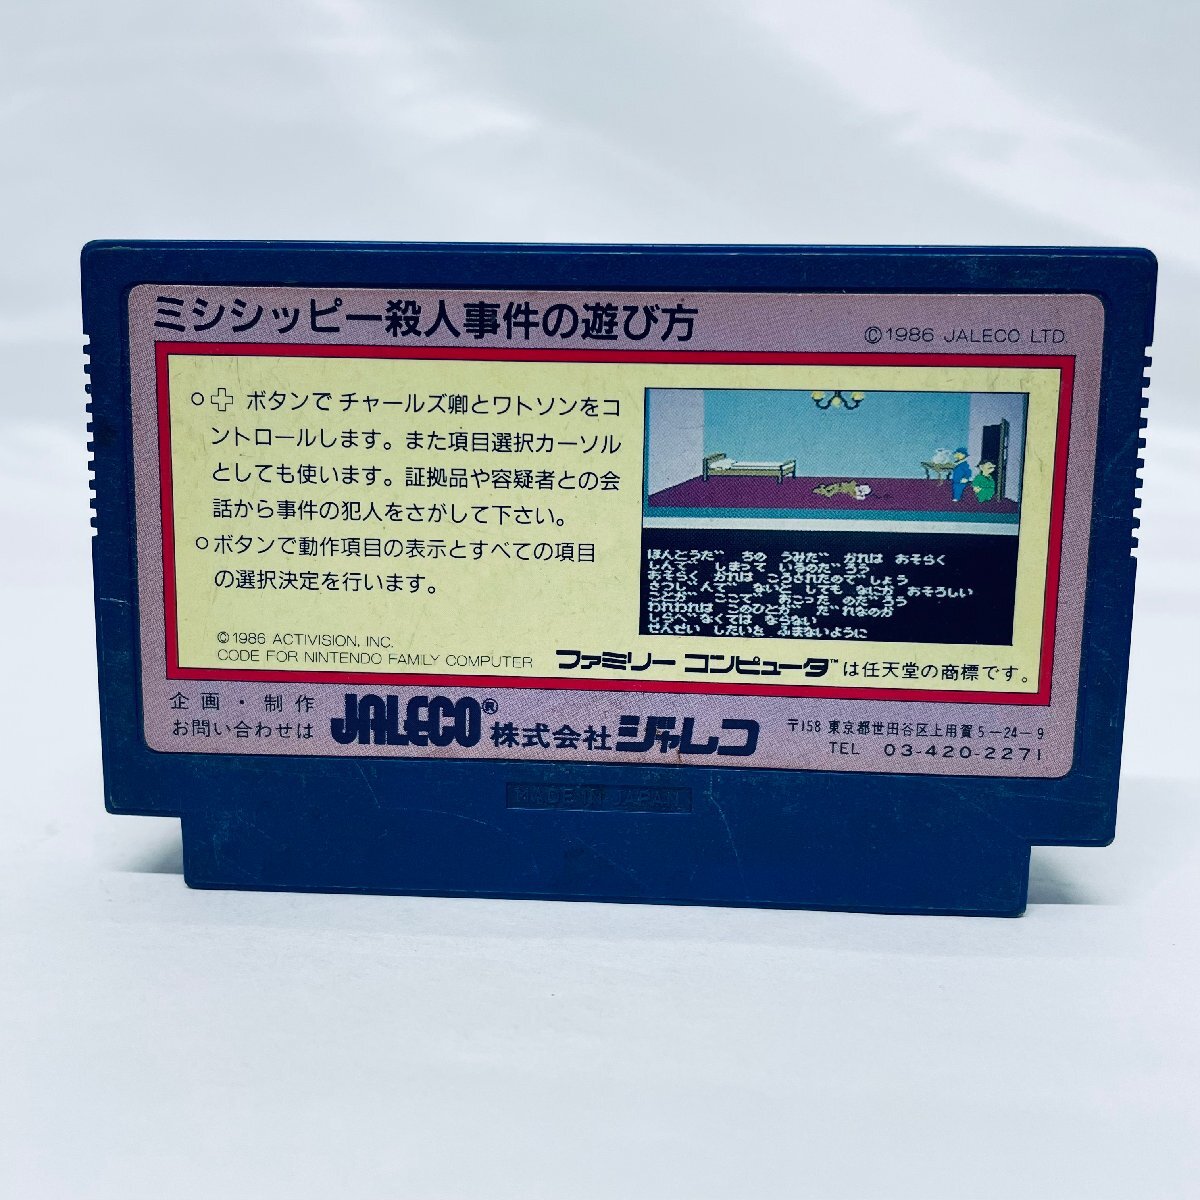 ミシシッピー殺人事件の遊び方
©1986 JALECO LTD.
○✚ ボタンでチャールズ卿とワトソンをコ
ントロールします。また項目選択カーソル
としても使います。証拠品や容疑者との会
話から事件の犯人をさがして下さい。
○ボタンで動作項目の表示とすべての項目
の選択決定を行います。
ほんとうだ ちの うみだ かれは おそらく
しんで しまって いるのだろう
おそらく かれは ころされたので しょう
さつじんで ないと しても なにか おそろしい
ことが ここで おこった のだろう
われわれは このひとが だれなのか
しらべ なくては ならない
せんせい したいを ふまないように
©1986 ACTIVISION, INC.
CODE FOR NINTENDO FAMILY COMPUTER
ファミリー コンピュータ™は任天堂の商標です。
企画・制作
お問い合わせは
JALECO® 株式会社ジャレコ
〒158 東京都世田谷区上用賀5-24-9
TEL 03-420-2271
MADE IN JAPAN